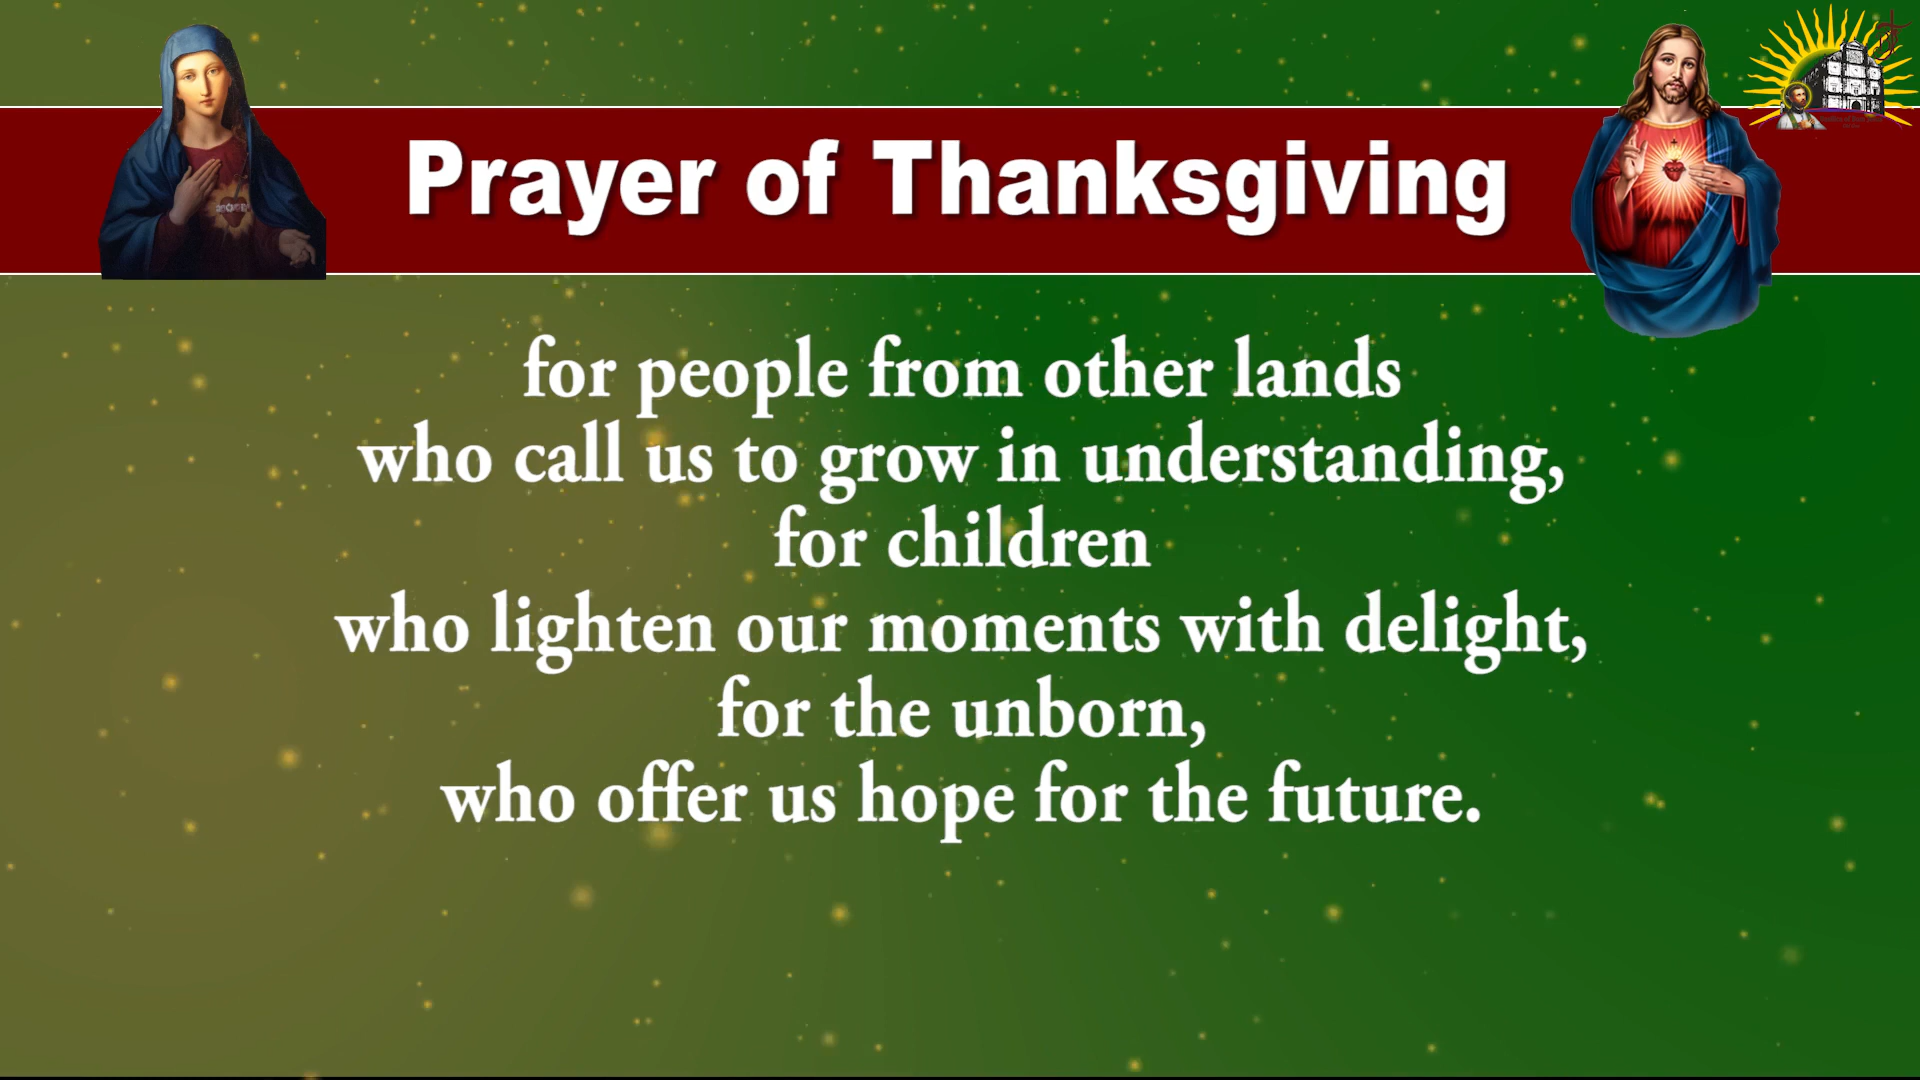 Prayer of Thanksgiving
for people from other lands
who call us to grow in understanding,
for children
who lighten our moments with delight,
for the unborn,
who offer us hope for the future.